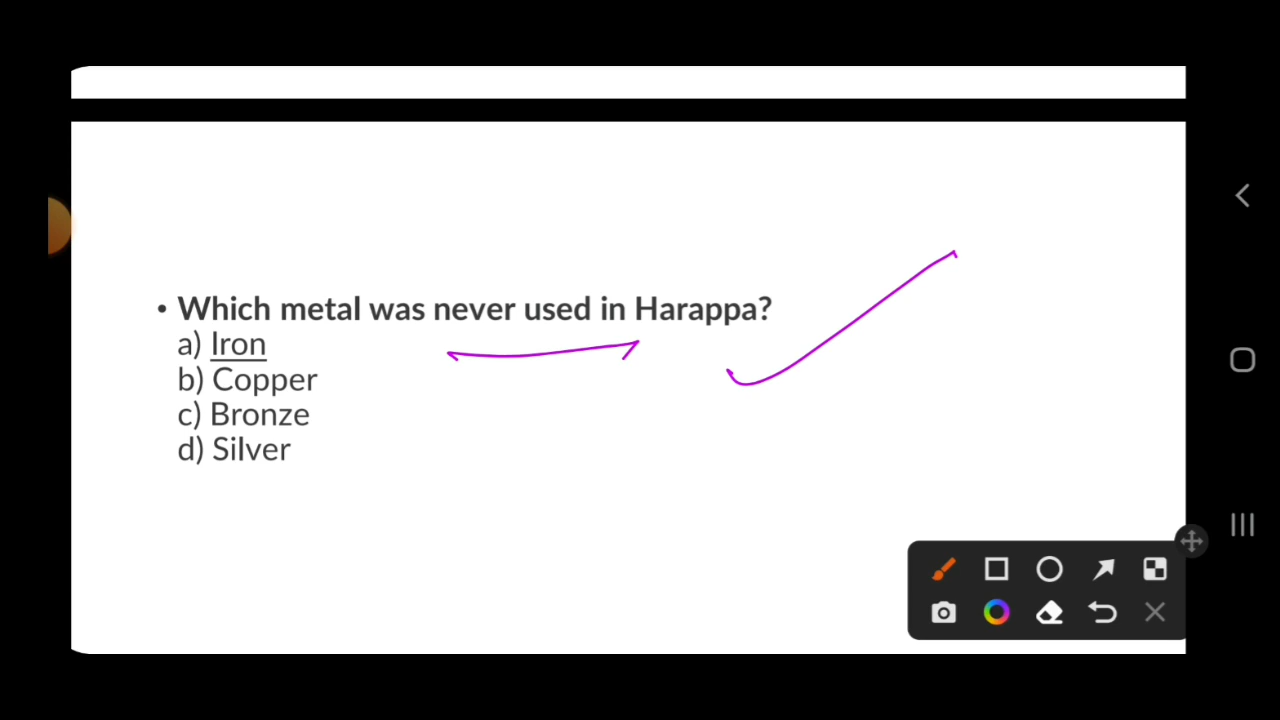 • Which metal was never used in Harappa?
a) Iron
b) Copper
c) Bronze
d) Silver